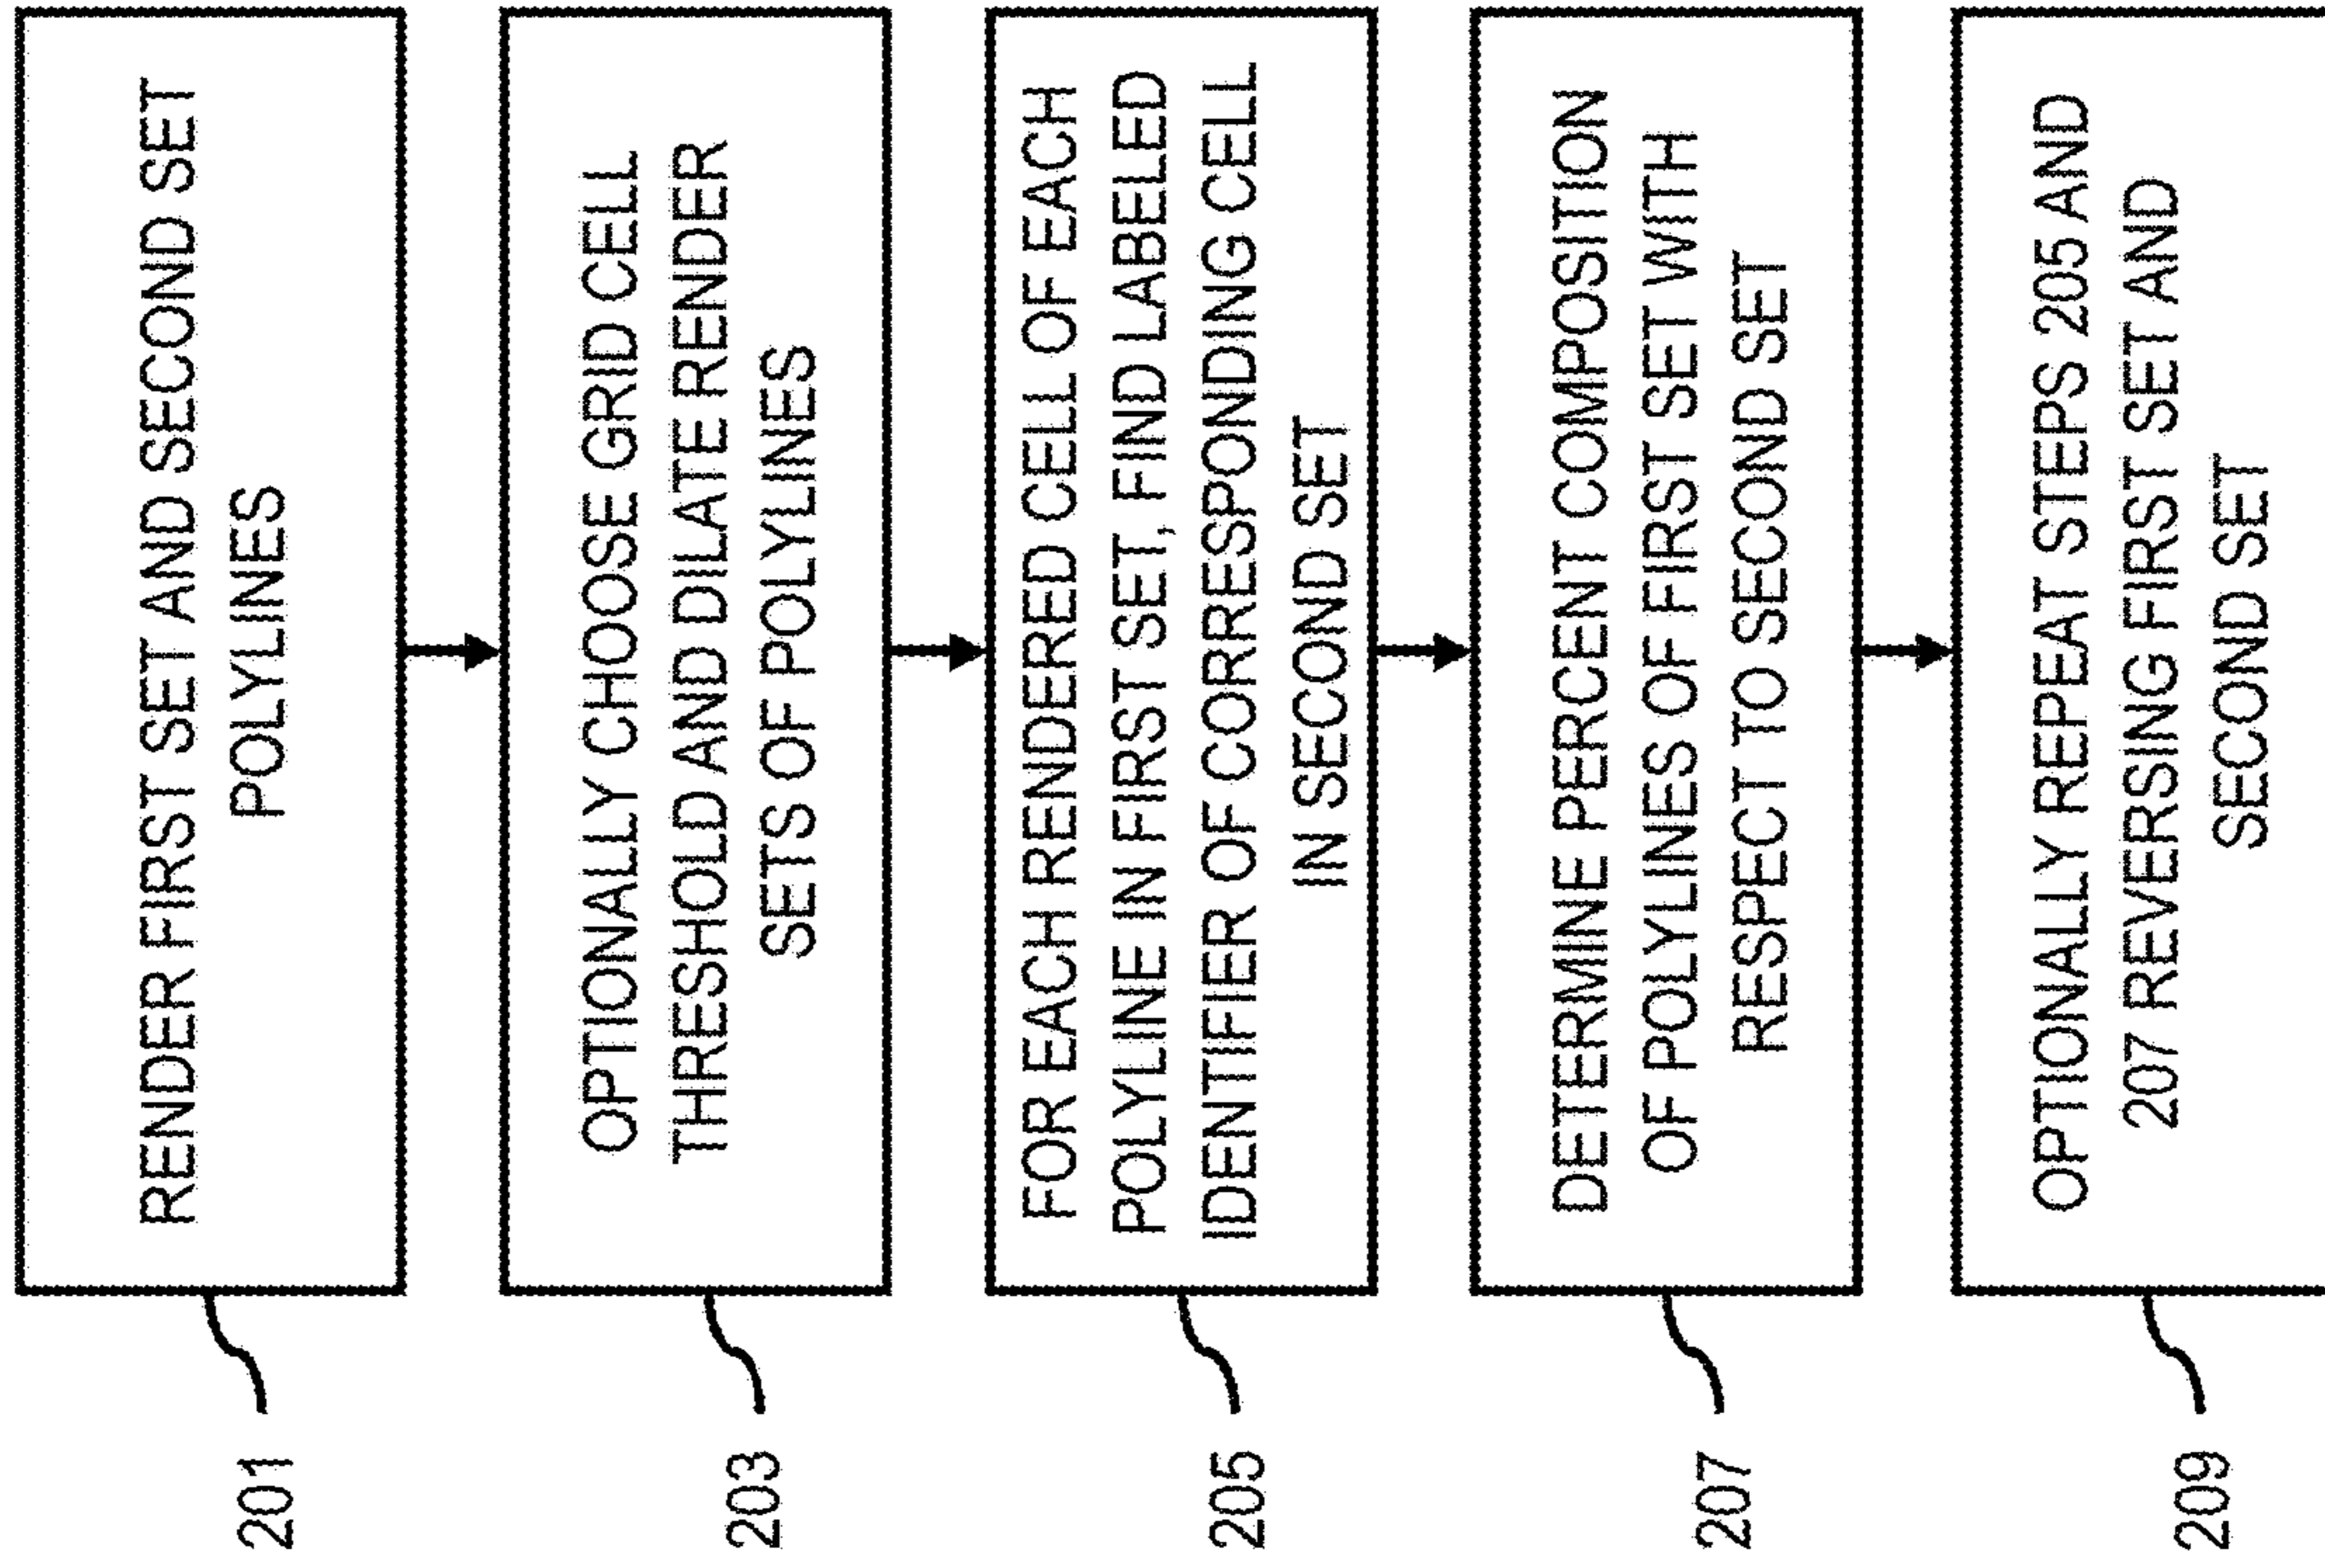 RENDER FIRST SET AND SECOND SET
POLYLINES
201
OPTIONALLY CHOOSE GRID CELL
THRESHOLD AND DILATE RENDER
SETS OF POLYLINES
203
FOR EACH RENDERED CELL OF EACH
POLYLINE IN FIRST SET, FIND LABELED
IDENTIFIER OF CORRESPONDING CELL
IN SECOND SET
205
DETERMINE PERCENT COMPOSITION
OF POLYLINES OF FIRST SET WITH
RESPECT TO SECOND SET
207
OPTIONALLY REPEAT STEPS 205 AND
207 REVERSING FIRST SET AND
SECOND SET
209